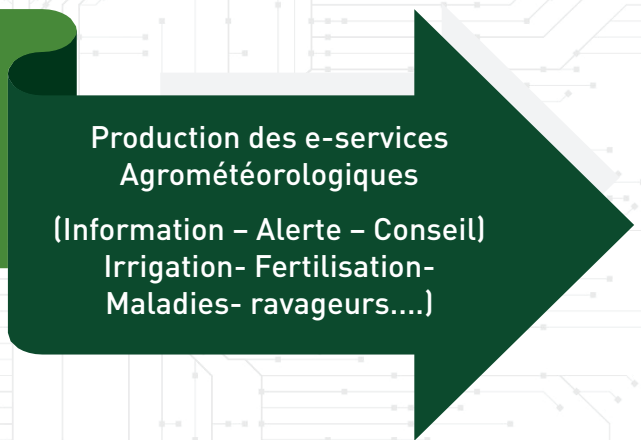 Production des e-services
Agrométéorologiques
(Information – Alerte – Conseil)
Irrigation- Fertilisation-
Maladies- ravageurs....)